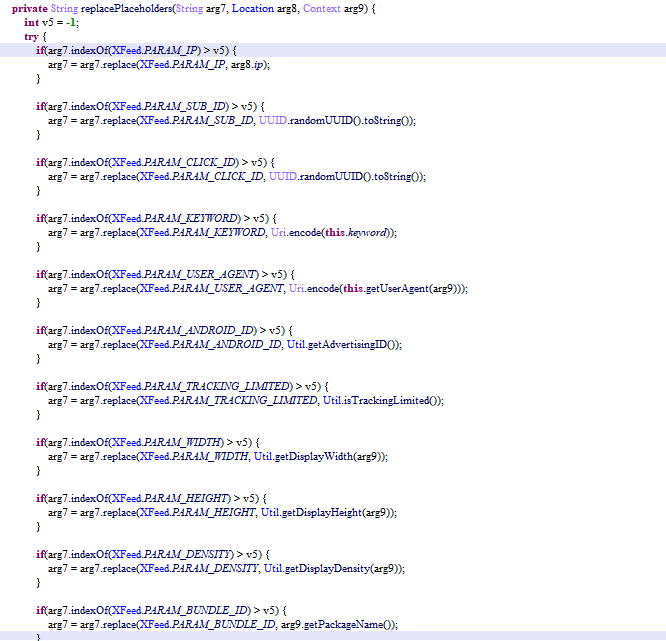 private String replacePlaceholders(String arg7, Location arg8, Context arg9) {
int v5 = -1;
try {
if(arg7.indexOf(XFeed.PARAM_IP) > v5) {
arg7 = arg7.replace(XFeed.PARAM_IP, arg8.ip);
}
if(arg7.indexOf(XFeed.PARAM_SUB_ID) > v5) {
arg7 = arg7.replace(XFeed.PARAM_SUB_ID, UUID.randomUUID().toString());
}
if(arg7.indexOf(XFeed.PARAM_CLICK_ID) > v5) {
arg7 = arg7.replace(XFeed.PARAM_CLICK_ID, UUID.randomUUID().toString());
}
if(arg7.indexOf(XFeed.PARAM_KEYWORD) > v5) {
arg7 = arg7.replace(XFeed.PARAM_KEYWORD, Uri.encode(this.keyword));
}
if(arg7.indexOf(XFeed.PARAM_USER_AGENT) > v5) {
arg7 = arg7.replace(XFeed.PARAM_USER_AGENT, Uri.encode(this.getUserAgent(arg9)));
}
if(arg7.indexOf(XFeed.PARAM_ANDROID_ID) > v5) {
arg7 = arg7.replace(XFeed.PARAM_ANDROID_ID, Util.getAdvertisingID());
}
if(arg7.indexOf(XFeed.PARAM_TRACKING_LIMITED) > v5) {
arg7 = arg7.replace(XFeed.PARAM_TRACKING_LIMITED, Util.isTrackingLimited());
}
if(arg7.indexOf(XFeed.PARAM_WIDTH) > v5) {
arg7 = arg7.replace(XFeed.PARAM_WIDTH, Util.getDisplayWidth(arg9));
}
if(arg7.indexOf(XFeed.PARAM_HEIGHT) > v5) {
arg7 = arg7.replace(XFeed.PARAM_HEIGHT, Util.getDisplayHeight(arg9));
}
if(arg7.indexOf(XFeed.PARAM_DENSITY) > v5) {
arg7 = arg7.replace(XFeed.PARAM_DENSITY, Util.getDisplayDensity(arg9));
}
if(arg7.indexOf(XFeed.PARAM_BUNDLE_ID) > v5) {
arg7 = arg7.replace(XFeed.PARAM_BUNDLE_ID, arg9.getPackageName());
}